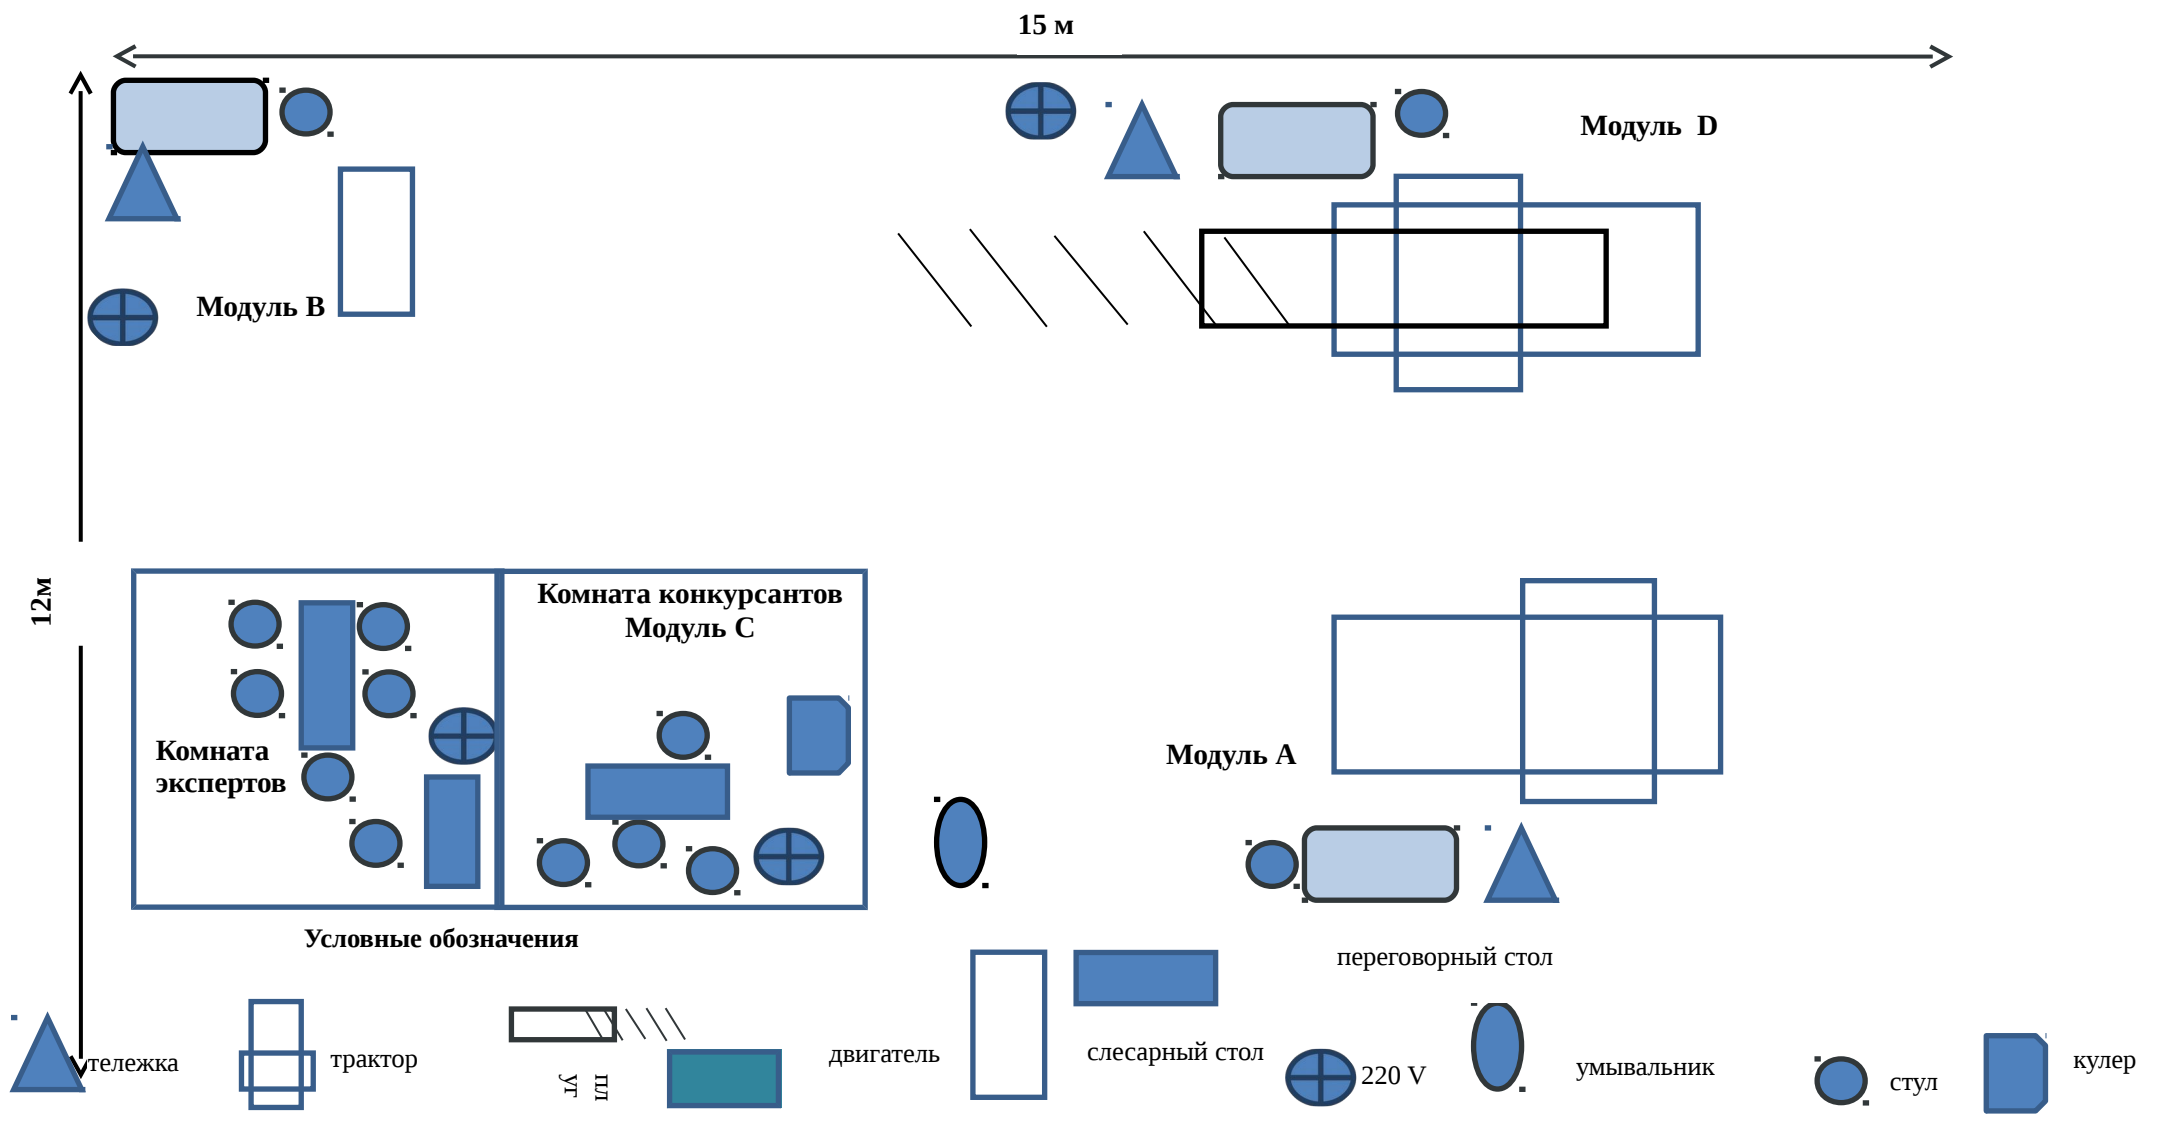 15 м
Модуль  D
Модуль В
12м
Комната конкурсантов
Модуль С
Комната
экспертов
Модуль А
Условные обозначения
переговорный стол
тележка
трактор
пл
уг
двигатель
слесарный стол
220 V
умывальник
стул
кулер